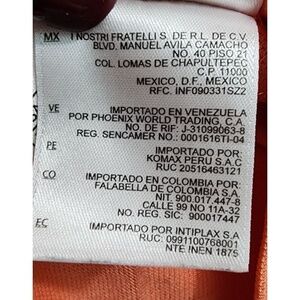 MX I NOSTRI FRATELLI S. DE R.L. DE C.V.
BLVD. MANUEL AVILA CAMACHO
NO. 40 PISO 21
COL. LOMAS DE CHAPULTEPEC
C.P. 11000
MEXICO, D.F., MEXICO
RFC. INF090331SZ2
VE IMPORTADO EN VENEZUELA
POR PHOENIX WORLD TRADING, C.A.
NO. DE RIF: J-31099063-8
REG. SENCAMER NO.: 0001616TI-04
PE IMPORTADO POR:
KOMAX PERU S.A.C
RUC 20516463121
CO IMPORTADO EN COLOMBIA POR:
FALABELLA DE COLOMBIA S.A.
NIT. 900.017.447-8
CALLE 99 NO 11A-32
NO. REG. SIC: 900017447
EC IMPORTADO POR INTIPLAX S.A
RUC: 0991100768001
NTE INEN 1875